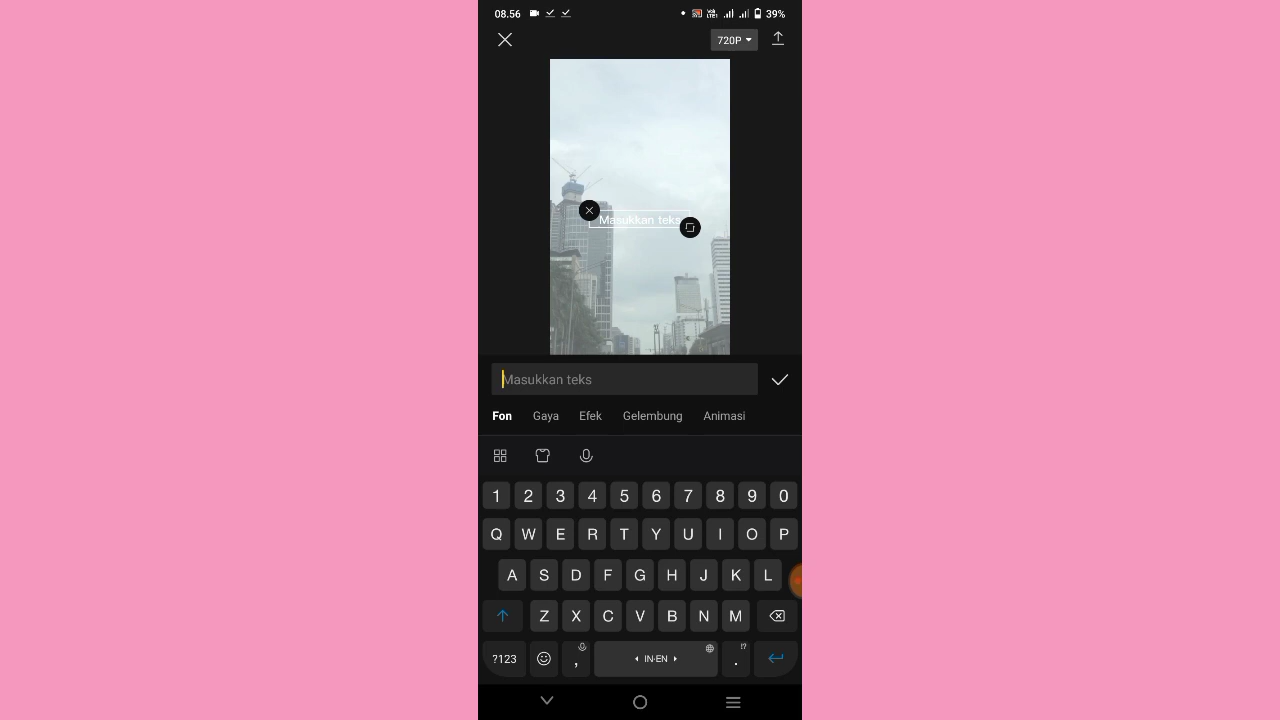 08.56 39%
720P
Masukkan teks
Masukkan teks
Fon Gaya Efek Gelembung Animasi
1 2 3 4 5 6 7 8 9 0
Q W E R T Y U I O P
A S D F G H J K L
Z X C V B N M
?123 , IN-EN . !?